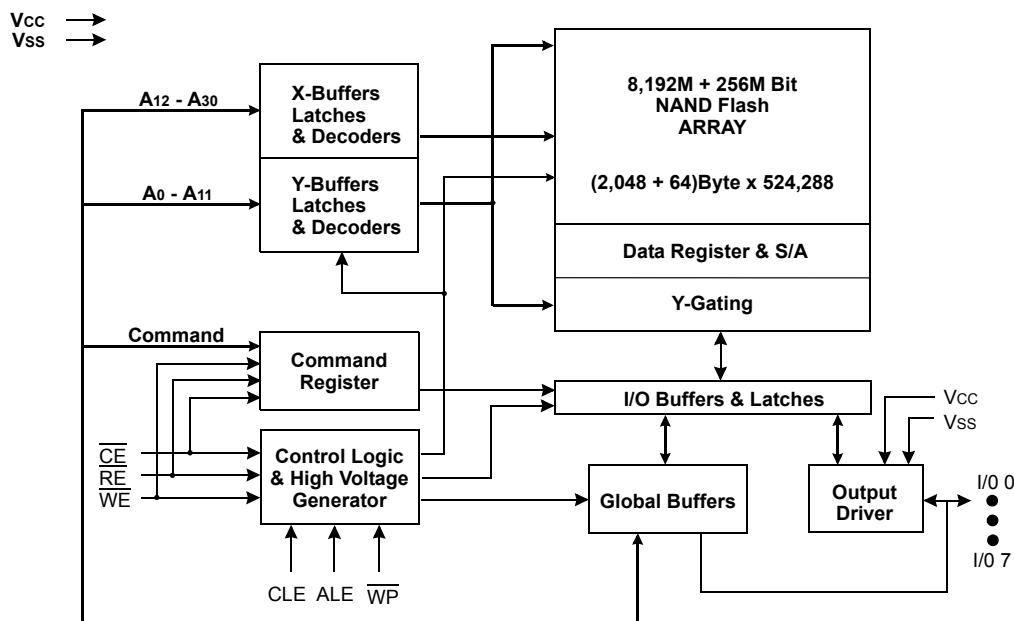 Vcc
Vss
A12 - A30
X-Buffers
Latches
& Decoders
A0 - A11
Y-Buffers
Latches
& Decoders
8,192M + 256M Bit
NAND Flash
ARRAY
(2,048 + 64)Byte x 524,288
Data Register & S/A
Y-Gating
Command
Command
Register
I/O Buffers & Latches
VCC
VSS
CE
RE
WE
Control Logic
& High Voltage
Generator
Global Buffers
Output
Driver
I/0 0
I/0 7
CLE
ALE
WP